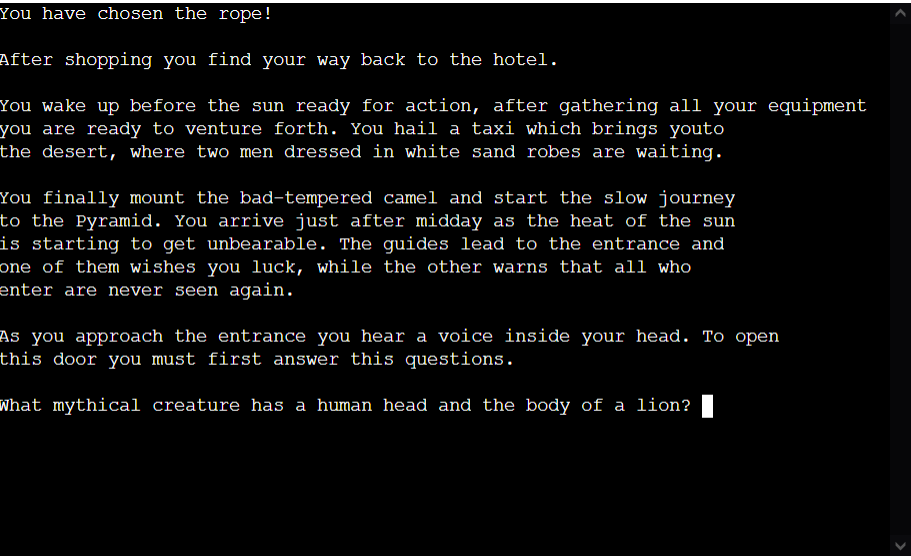 You have chosen the rope!
After shopping you find your way back to the hotel.
You wake up before the sun ready for action, after gathering all your equipment
you are ready to venture forth. You hail a taxi which brings youto
the desert, where two men dressed in white sand robes are waiting.
You finally mount the bad-tempered camel and start the slow journey
to the Pyramid. You arrive just after midday as the heat of the sun
is starting to get unbearable. The guides lead to the entrance and
one of them wishes you luck, while the other warns that all who
enter are never seen again.
As you approach the entrance you hear a voice inside your head. To open
this door you must first answer this questions.
What mythical creature has a human head and the body of a lion?